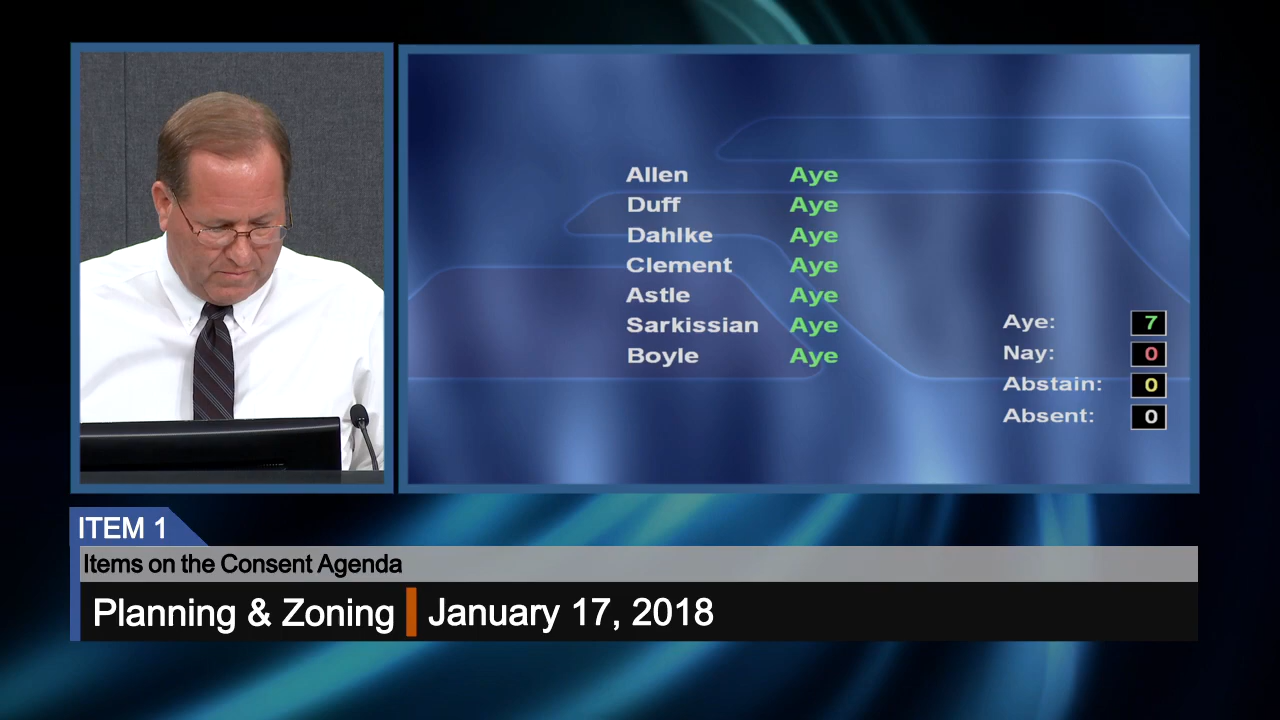 Allen Aye
Duff Aye
Dahlke Aye
Clement Aye
Astle Aye
Sarkissian Aye
Boyle Aye
Aye: 7
Nay: 0
Abstain: 0
Absent: 0
ITEM 1
Items on the Consent Agenda
Planning & Zoning January 17, 2018